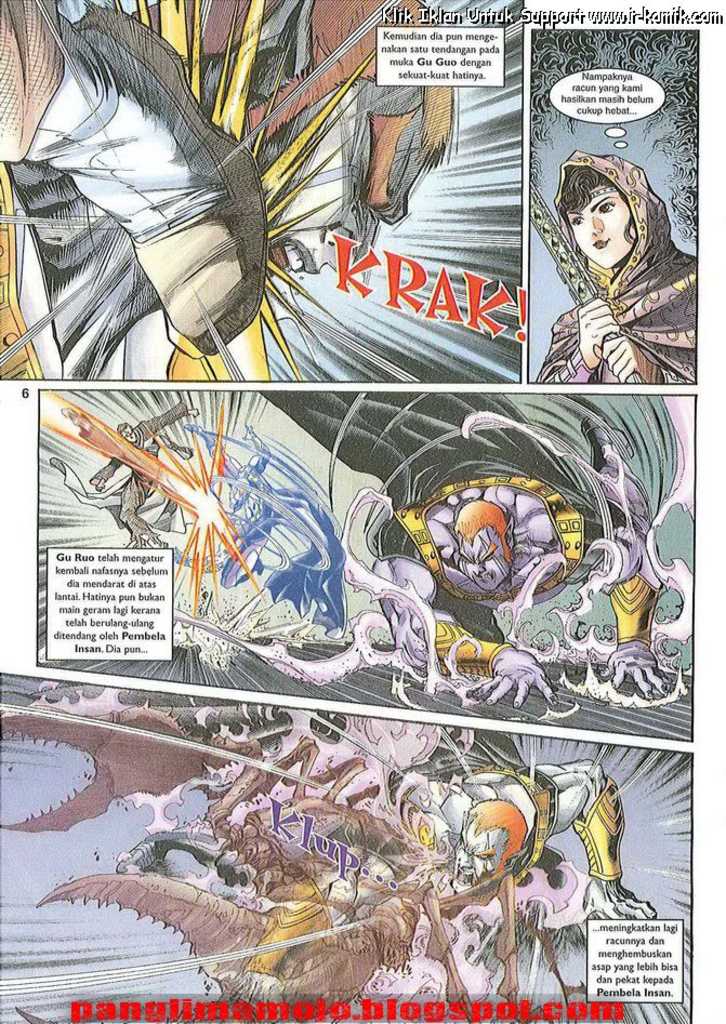 Klik Iklan Untuk Support www.i-komik.com
Kemudian dia pun menge-
nakan satu tendangan pada
muka Gu Guo dengan
sekuat-kuat hatinya.
KRAK!
Nampaknya
racun yang kami
hasilkan masih belum
cukup hebat...
6
Gu Ruo telah mengatur
kembali nafasnya sebelum
dia mendarat di atas
lantai. Hatinya pun bukan
main geram lagi kerana
telah berulang-ulang
ditendang oleh Pembela
Insan. Dia pun...
Klup...
...meningkatkan lagi
racunnya dan
menghembuskan
asap yang lebih bisa
dan pekat kepada
Pembela Insan.
panglimamojo.blogspot.com